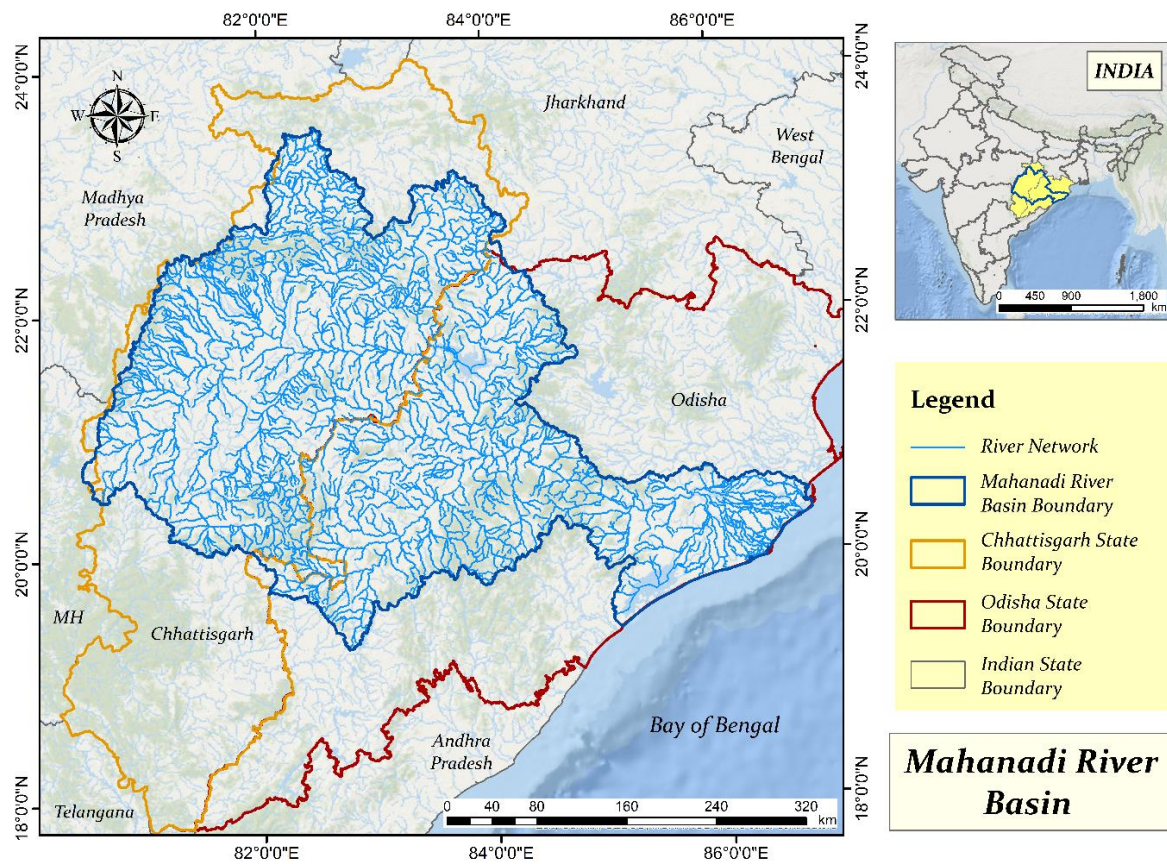 82°0'0"E
84°0'0"E
86°0'0"E
24°0'0"N
22°0'0"N
20°0'0"N
18°0'0"N
N
W
E
S
Jharkhand
West
Bengal
Madhya
Pradesh
Odisha
MH
Chhattisgarh
Bay of Bengal
Andhra
Pradesh
Telangana
0 20 40 80 160 240 320
km
82°0'0"E
84°0'0"E
86°0'0"E
24°0'0"N
22°0'0"N
20°0'0"N
18°0'0"N
INDIA
0 450 900 1,800
km
Legend
River Network
Mahanadi River
Basin Boundary
Chhattisgarh State
Boundary
Odisha State
Boundary
Indian State
Boundary
Mahanadi River
Basin